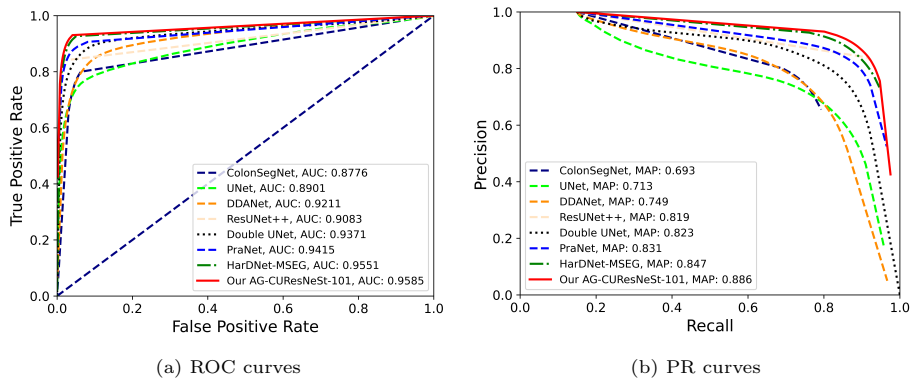 1.0
0.8
0.6
0.4
0.2
0.0
True Positive Rate
ColonSegNet, AUC: 0.8776
UNet, AUC: 0.8901
DDANet, AUC: 0.9211
ResUNet++, AUC: 0.9083
Double UNet, AUC: 0.9371
PraNet, AUC: 0.9415
HarDNet-MSEG, AUC: 0.9551
Our AG-CUResNeSt-101, AUC: 0.9585
0.0 0.2 0.4 0.6 0.8 1.0
False Positive Rate
(a) ROC curves
1.0
0.8
0.6
0.4
0.2
0.0
Precision
ColonSegNet, MAP: 0.693
UNet, MAP: 0.713
DDANet, MAP: 0.749
ResUNet++, MAP: 0.819
Double UNet, MAP: 0.823
PraNet, MAP: 0.831
HarDNet-MSEG, MAP: 0.847
Our AG-CUResNeSt-101, MAP: 0.886
0.0 0.2 0.4 0.6 0.8 1.0
Recall
(b) PR curves